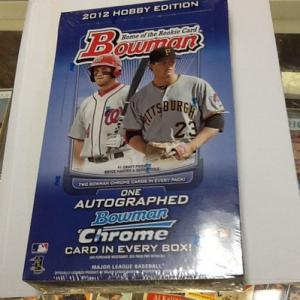 2012 HOBBY EDITION
Home of the Rookie Card
Bowman
PITTSBURGH
23
TWO BOWMAN CHROME CARDS IN EVERY PACK!
ONE
AUTOGRAPHED
Bowman
Chrome
CARD IN EVERY BOX!
MAJOR LEAGUE BASEBALL